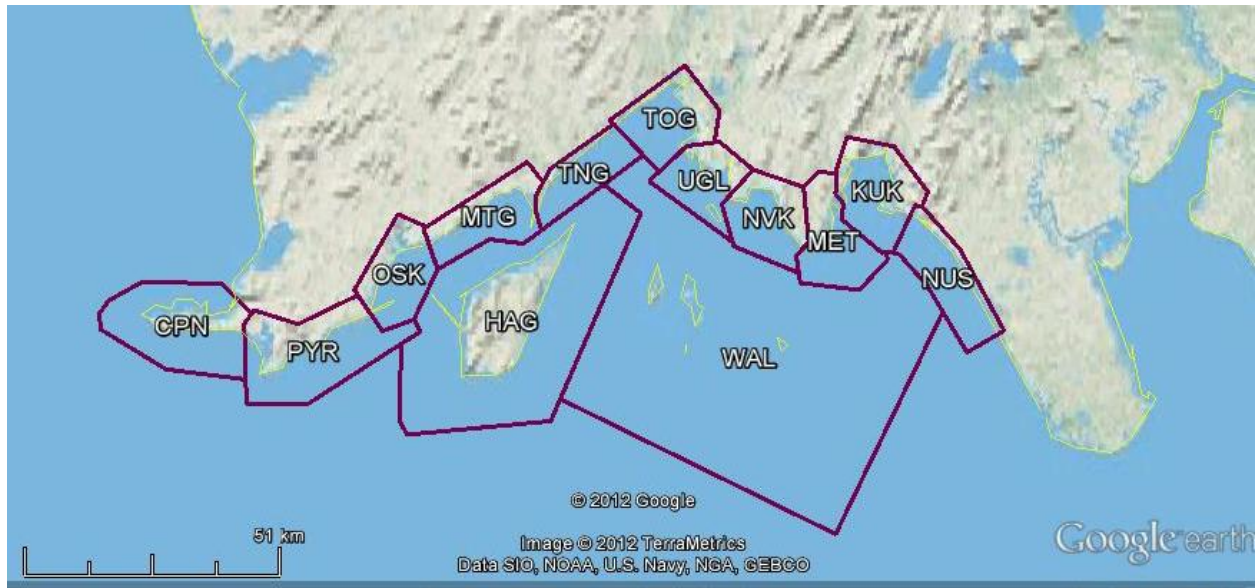 TOG
TNG
UGL
KUK
MTG
NVK
MET
OSK
NUS
CPN
HAG
PYR
WAL
© 2012 Google
51 km
Image © 2012 TerraMetrics
Data SIO, NOAA, U.S. Navy, NGA, GEBCO
Google earth